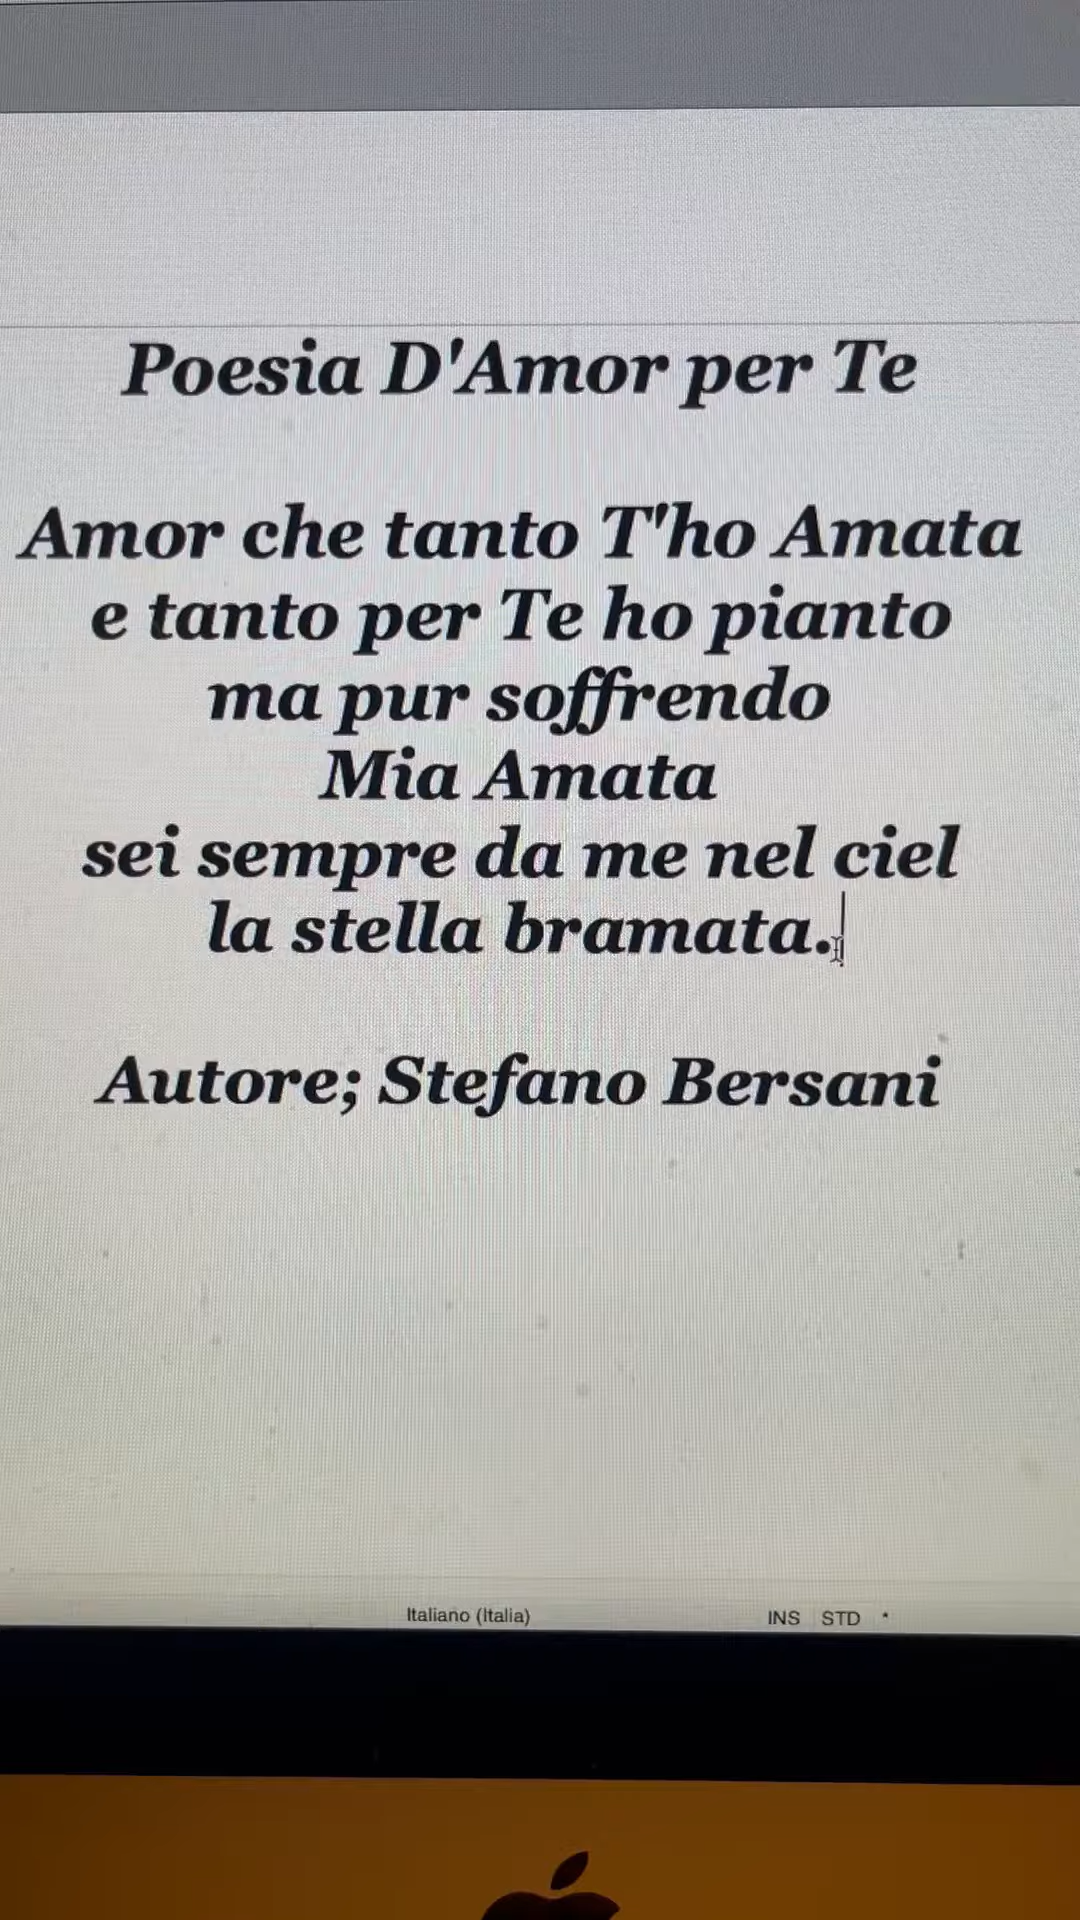 Poesia D'Amor per Te
Amor che tanto T'ho Amata
e tanto per Te ho pianto
ma pur soffrendo
Mia Amata
sei sempre da me nel ciel
la stella bramata.
Autore; Stefano Bersani
Italiano (Italia) INS STD *